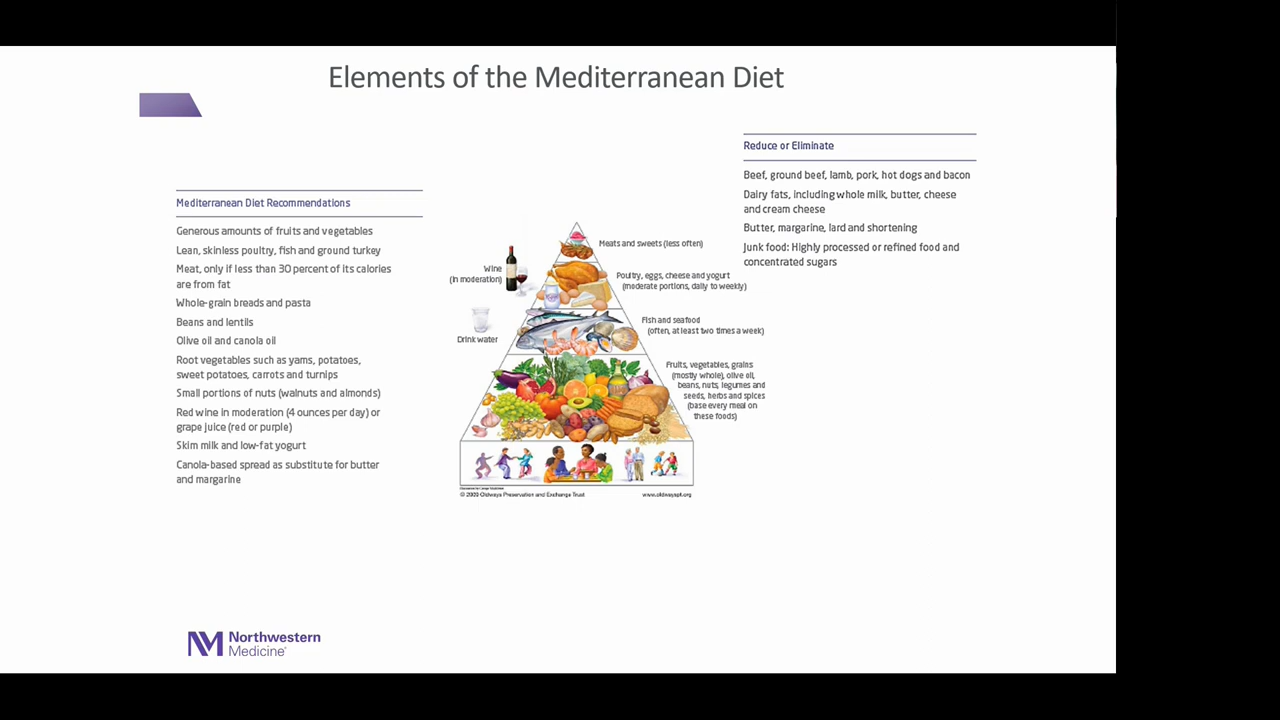 Elements of the Mediterranean Diet
Mediterranean Diet Recommendations
Generous amounts of fruits and vegetables
Lean, skinless poultry, fish and ground turkey
Meat, only if less than 30 percent of its calories
are from fat
Whole-grain breads and pasta
Beans and lentils
Olive oil and canola oil
Root vegetables such as yams, potatoes,
sweet potatoes, carrots and turnips
Small portions of nuts (walnuts and almonds)
Red wine in moderation (4 ounces per day) or
grape juice (red or purple)
Skim milk and low-fat yogurt
Canola-based spread as substitute for butter
and margarine
Wine
(in moderation)
Drink water
Meats and sweets (less often)
Poultry, eggs, cheese and yogurt
(moderate portions, daily to weekly)
Fish and seafood
(often, at least two times a week)
Fruits, vegetables, grains
(mostly whole), olive oil,
beans, nuts, legumes and
seeds, herbs and spices
(base every meal on
these foods)
© 2009 Oldways Preservation and Exchange Trust
www.oldwayspt.org
Reduce or Eliminate
Beef, ground beef, lamb, pork, hot dogs and bacon
Dairy fats, including whole milk, butter, cheese
and cream cheese
Butter, margarine, lard and shortening
Junk food: Highly processed or refined food and
concentrated sugars
NM Northwestern
Medicine